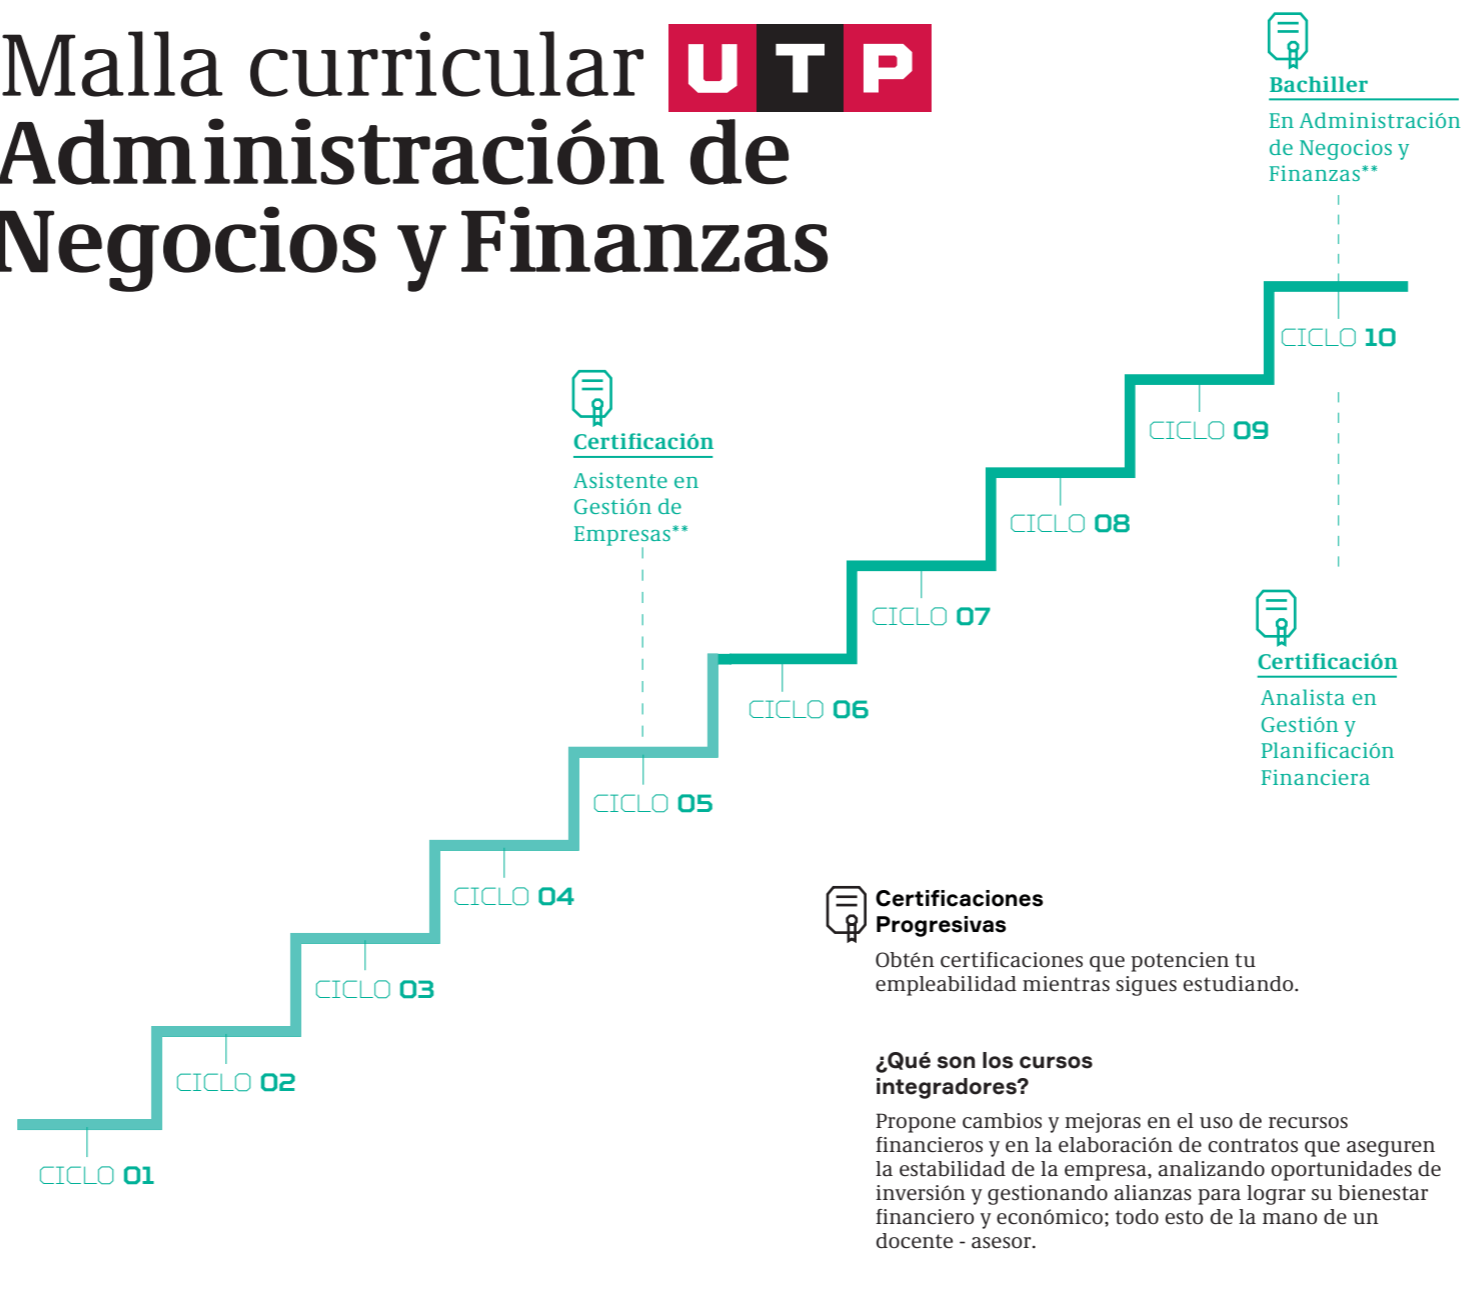 Malla curricular UTP
Administración de
Negocios y Finanzas
Bachiller
En Administración
de Negocios y
Finanzas**
CICLO 10
CICLO 09
Certificación
Asistente en
Gestión de
Empresas**
CICLO 08
CICLO 07
Certificación
Analista en
Gestión y
Planificación
Financiera
CICLO 06
CICLO 05
CICLO 04
CICLO 03
CICLO 02
CICLO 01
Certificaciones
Progresivas
Obtén certificaciones que potencien tu
empleabilidad mientras sigues estudiando.
¿Qué son los cursos
integradores?
Propone cambios y mejoras en el uso de recursos
financieros y en la elaboración de contratos que aseguren
la estabilidad de la empresa, analizando oportunidades de
inversión y gestionando alianzas para lograr su bienestar
financiero y económico; todo esto de la mano de un
docente - asesor.